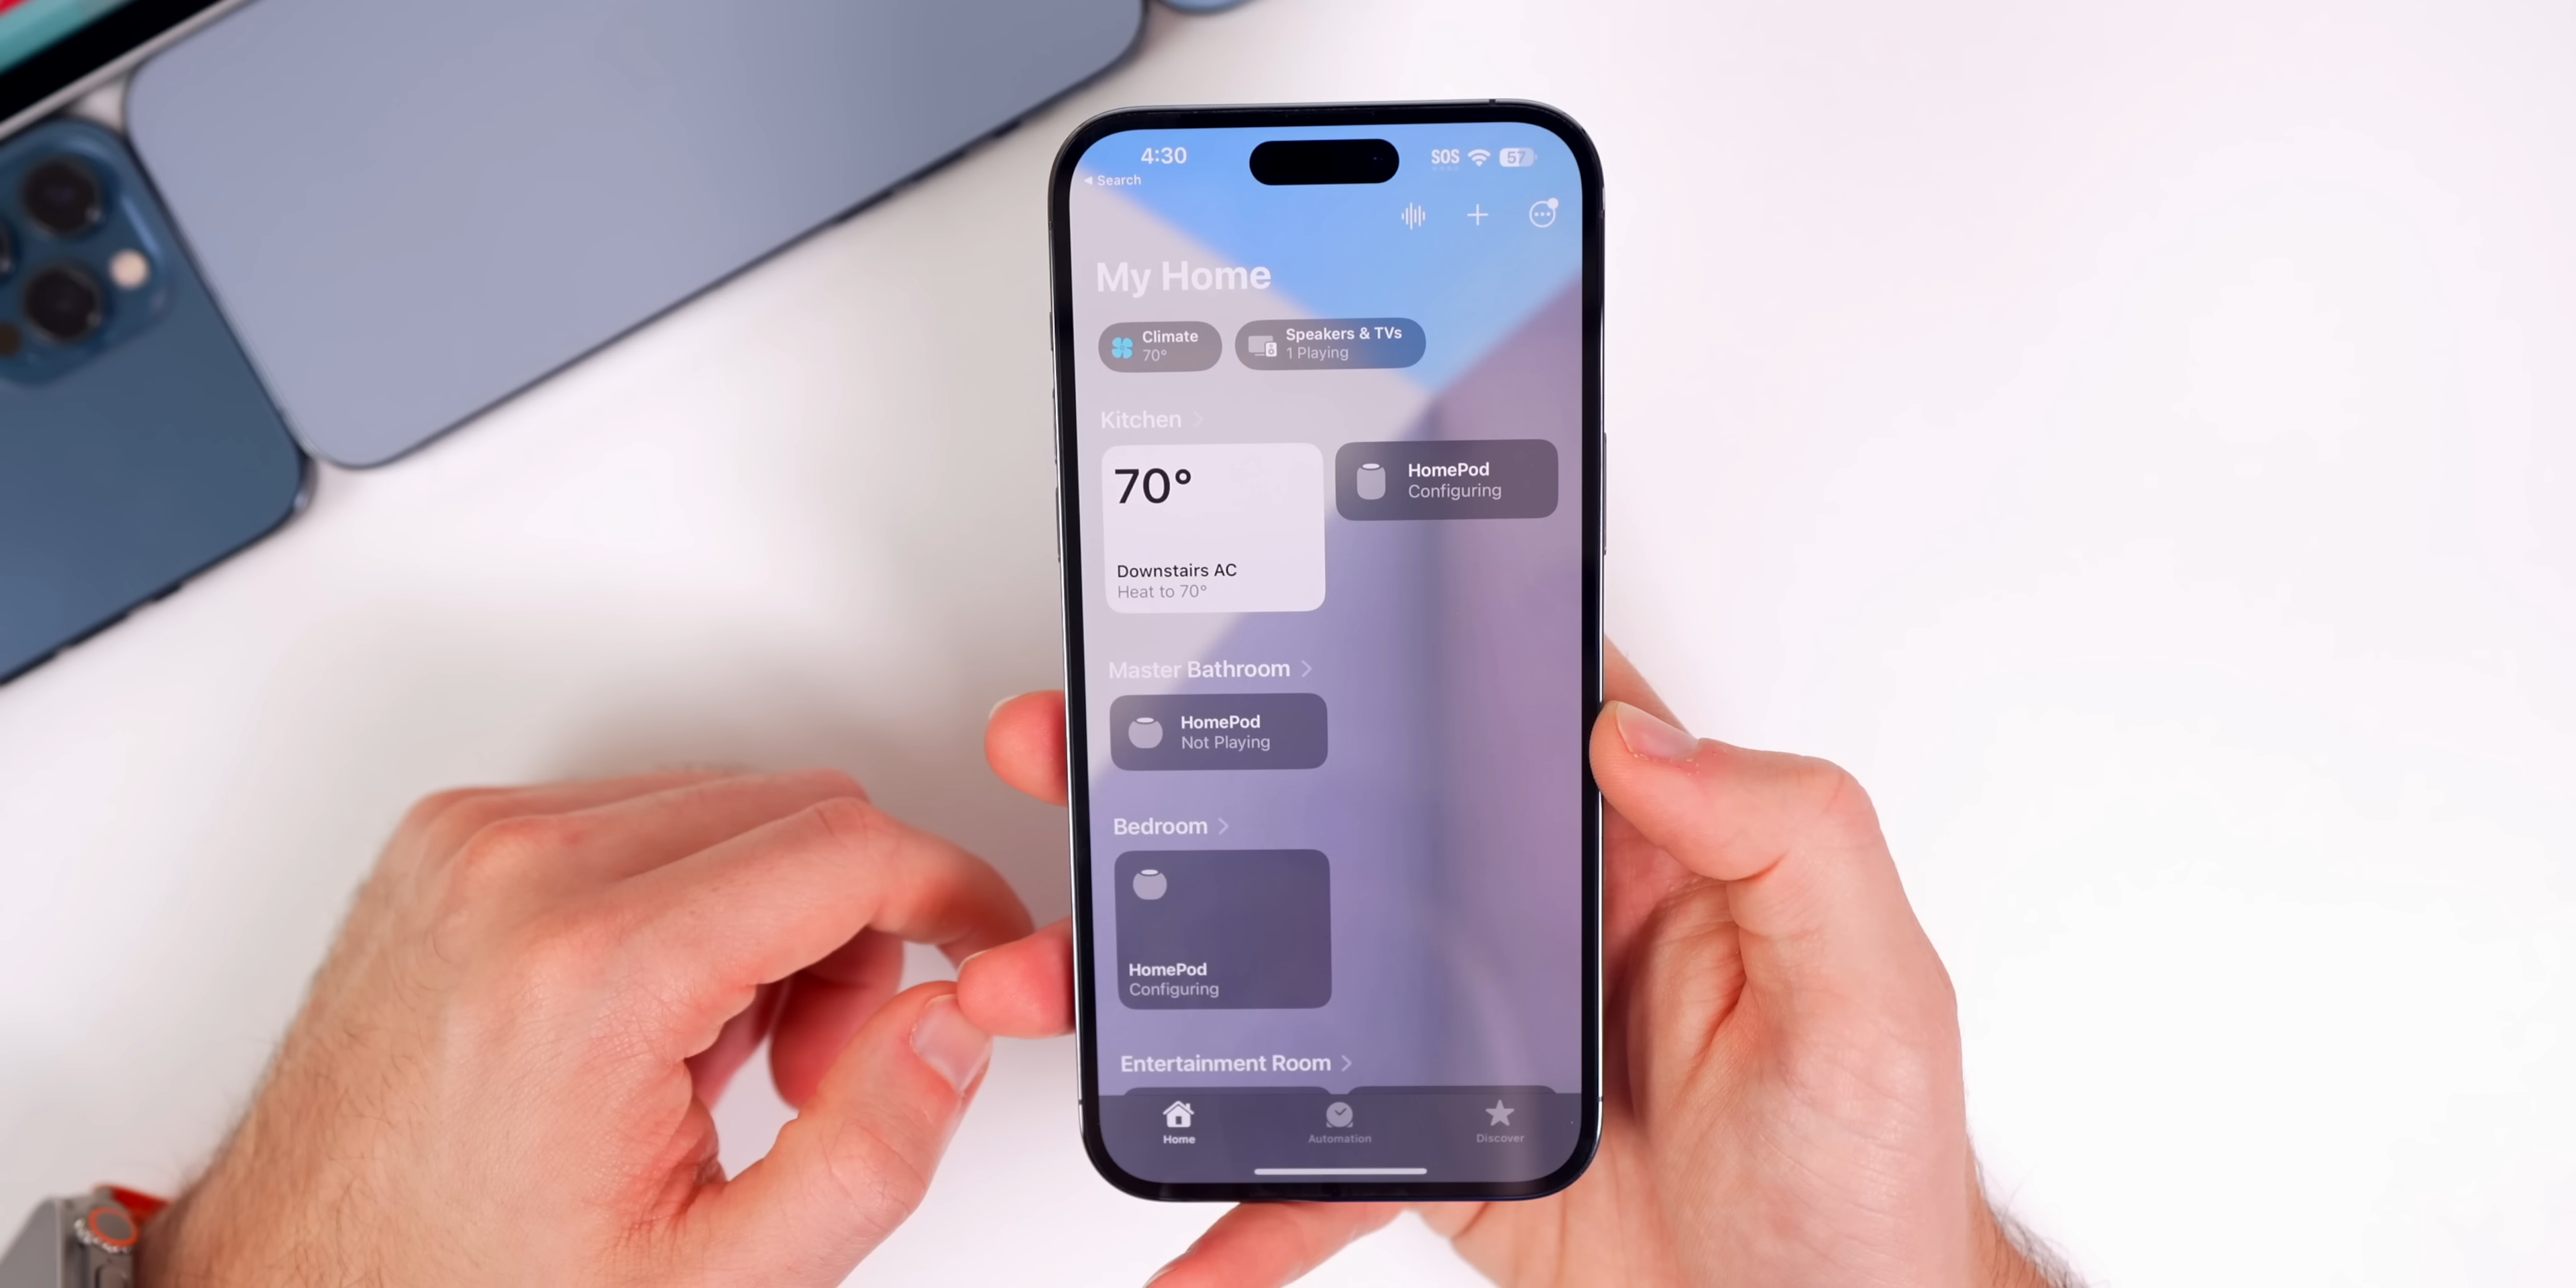 4:30
SOS
57
Search
My Home
Climate
70°
Speakers & TVs
1 Playing
Kitchen
70°
Downstairs AC
Heat to 70°
HomePod
Configuring
Master Bathroom
HomePod
Not Playing
Bedroom
HomePod
Configuring
Entertainment Room
Home
Automation
Discover